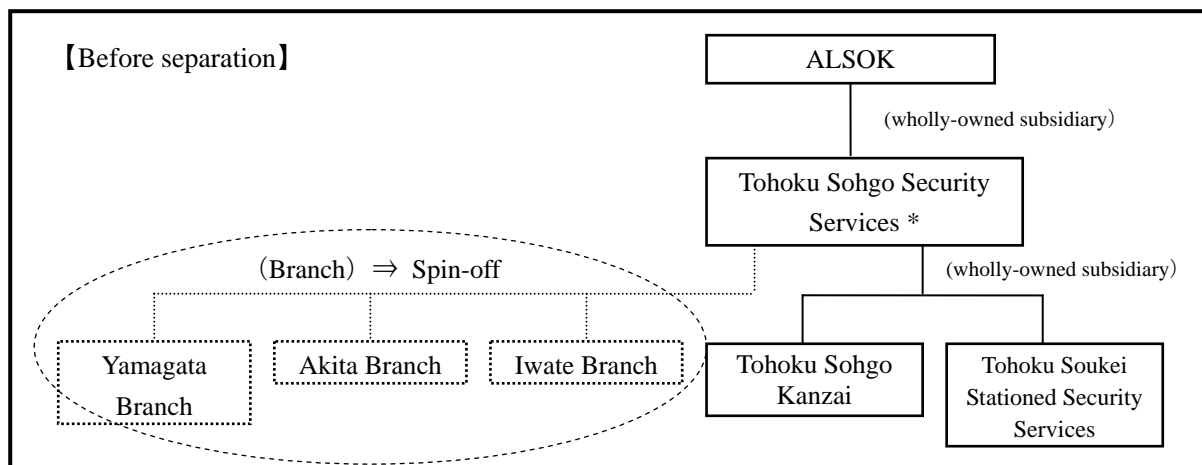 【Before separation】
ALSOK
(wholly-owned subsidiary）
Tohoku Sohgo Security
Services *
（Branch） ⇒ Spin-off
(wholly-owned subsidiary）
Yamagata
Branch
Akita Branch
Iwate Branch
Tohoku Sohgo
Kanzai
Tohoku Soukei
Stationed Security
Services